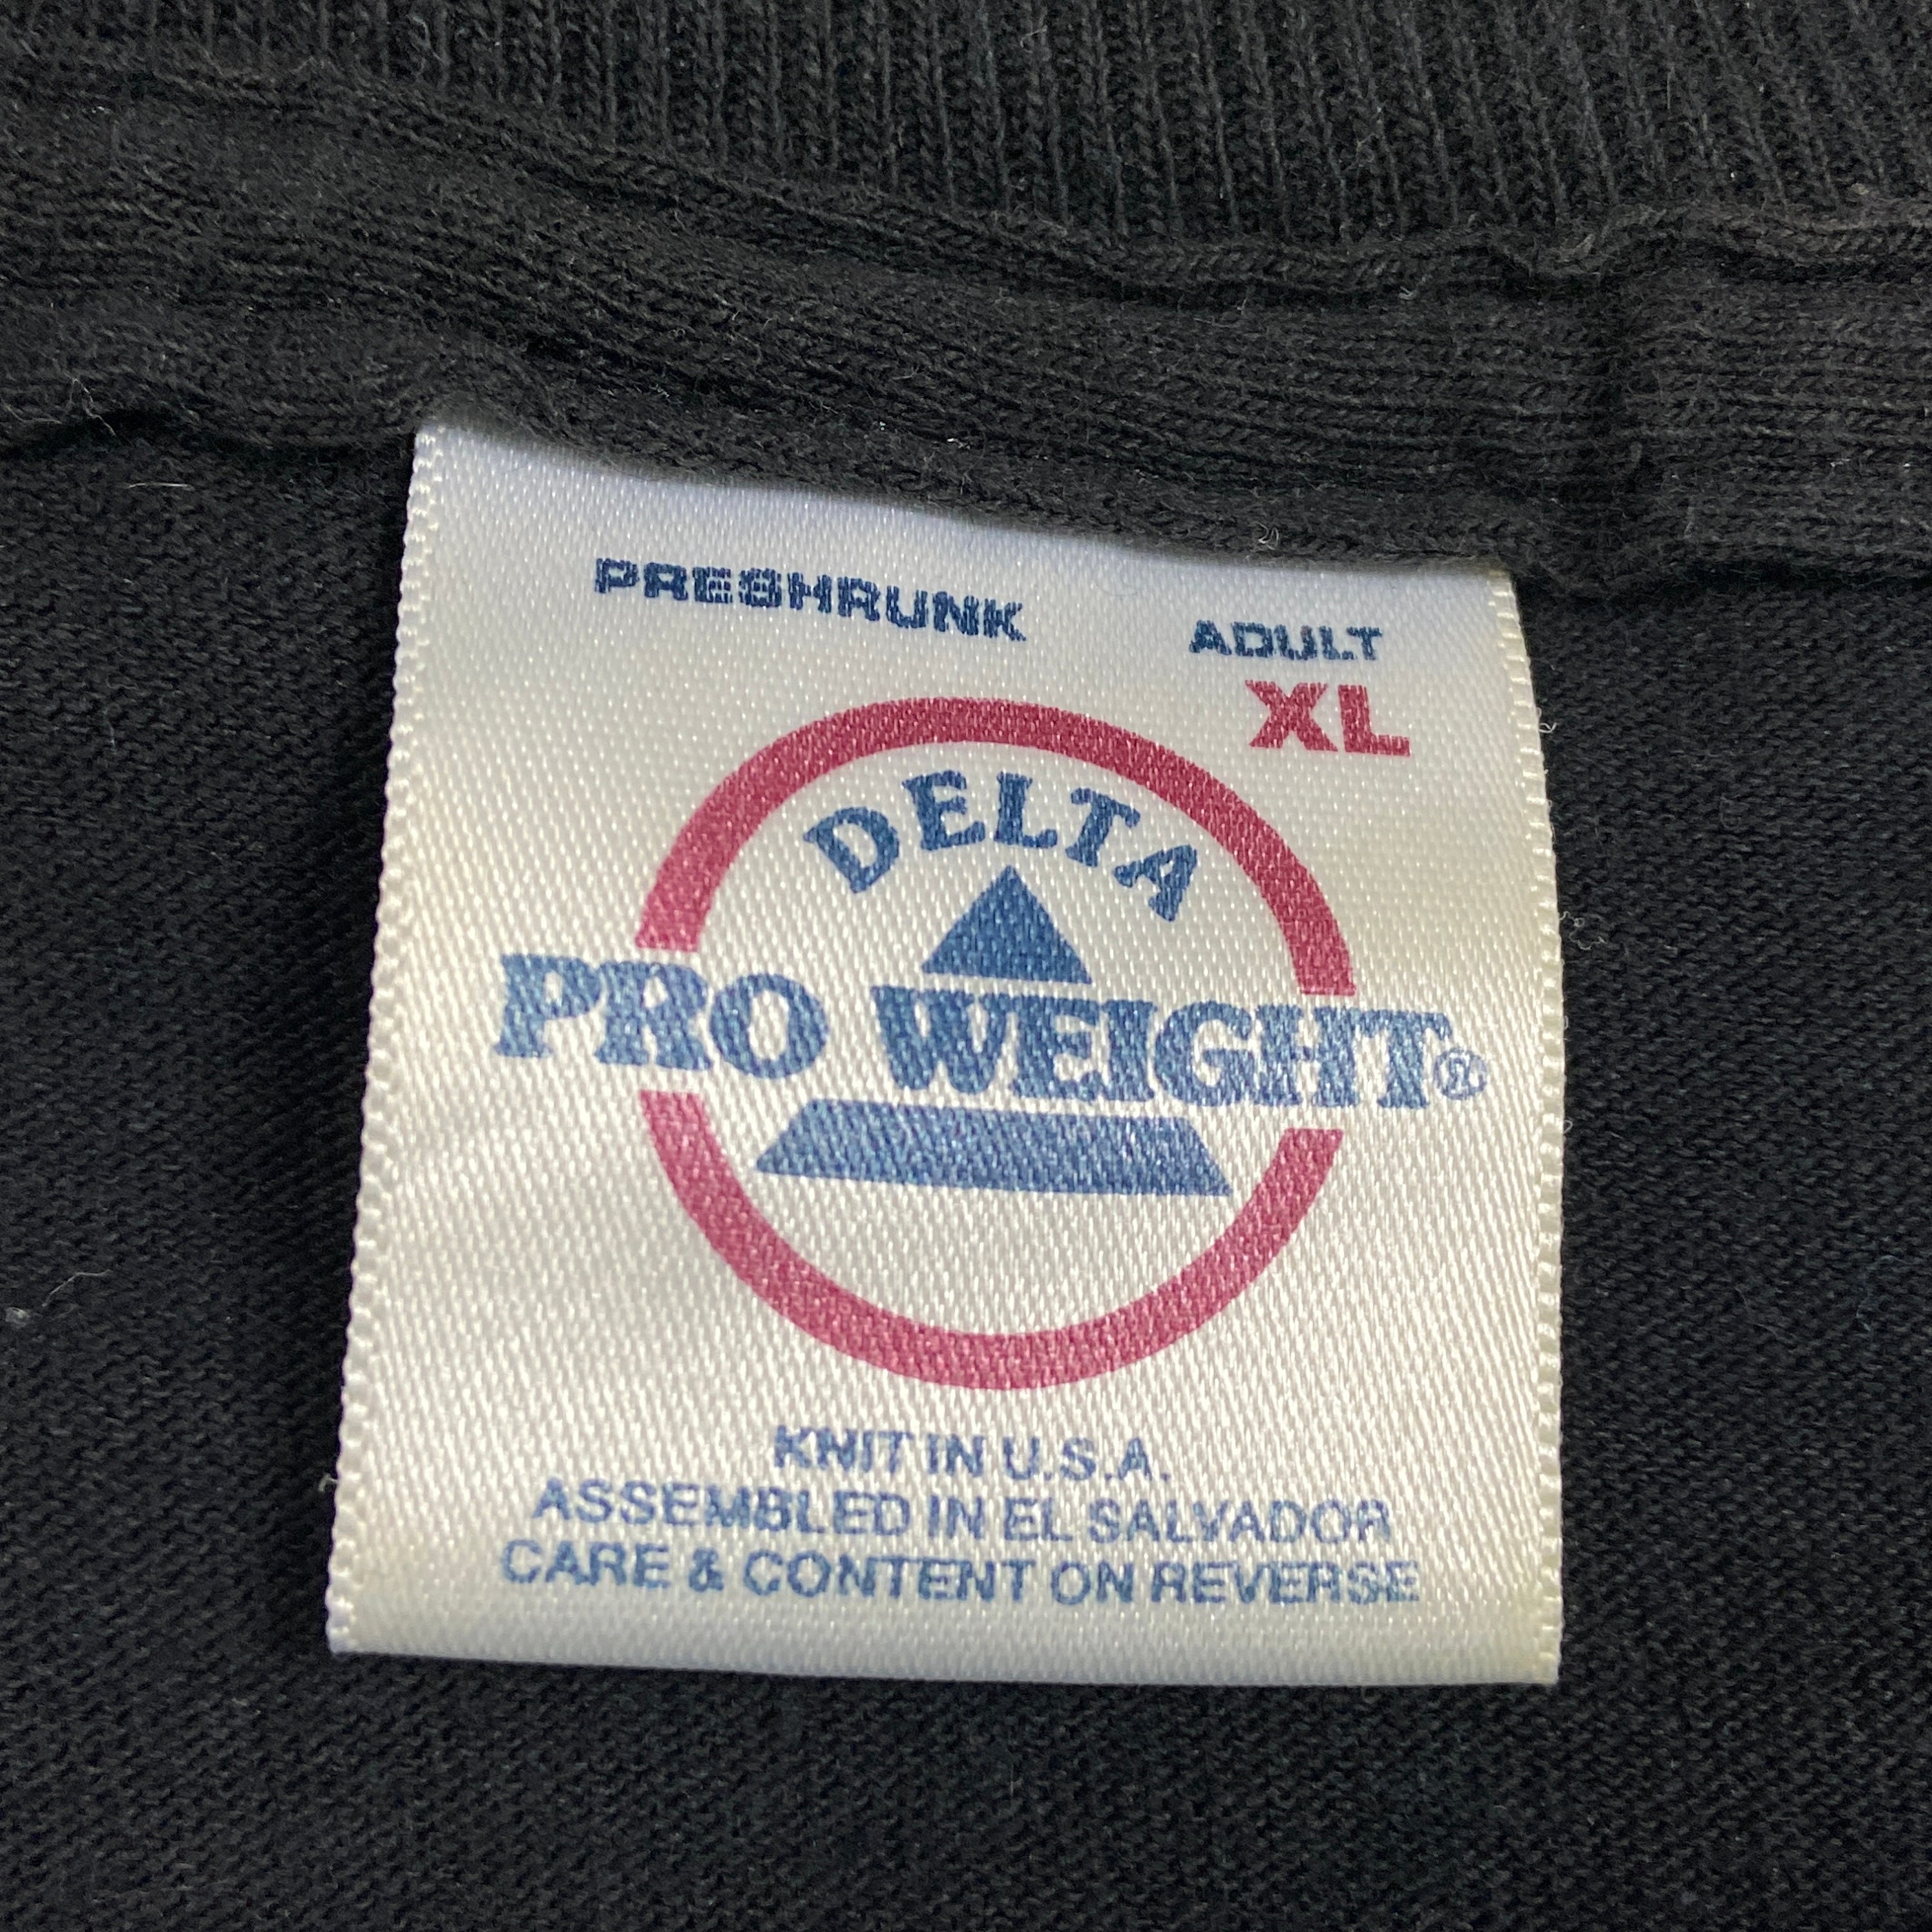 PRESHRUNK
ADULT
XL
DELTA
PRO WEIGHT®
KNIT IN U.S.A.
ASSEMBLED IN EL SALVADOR
CARE & CONTENT ON REVERSE